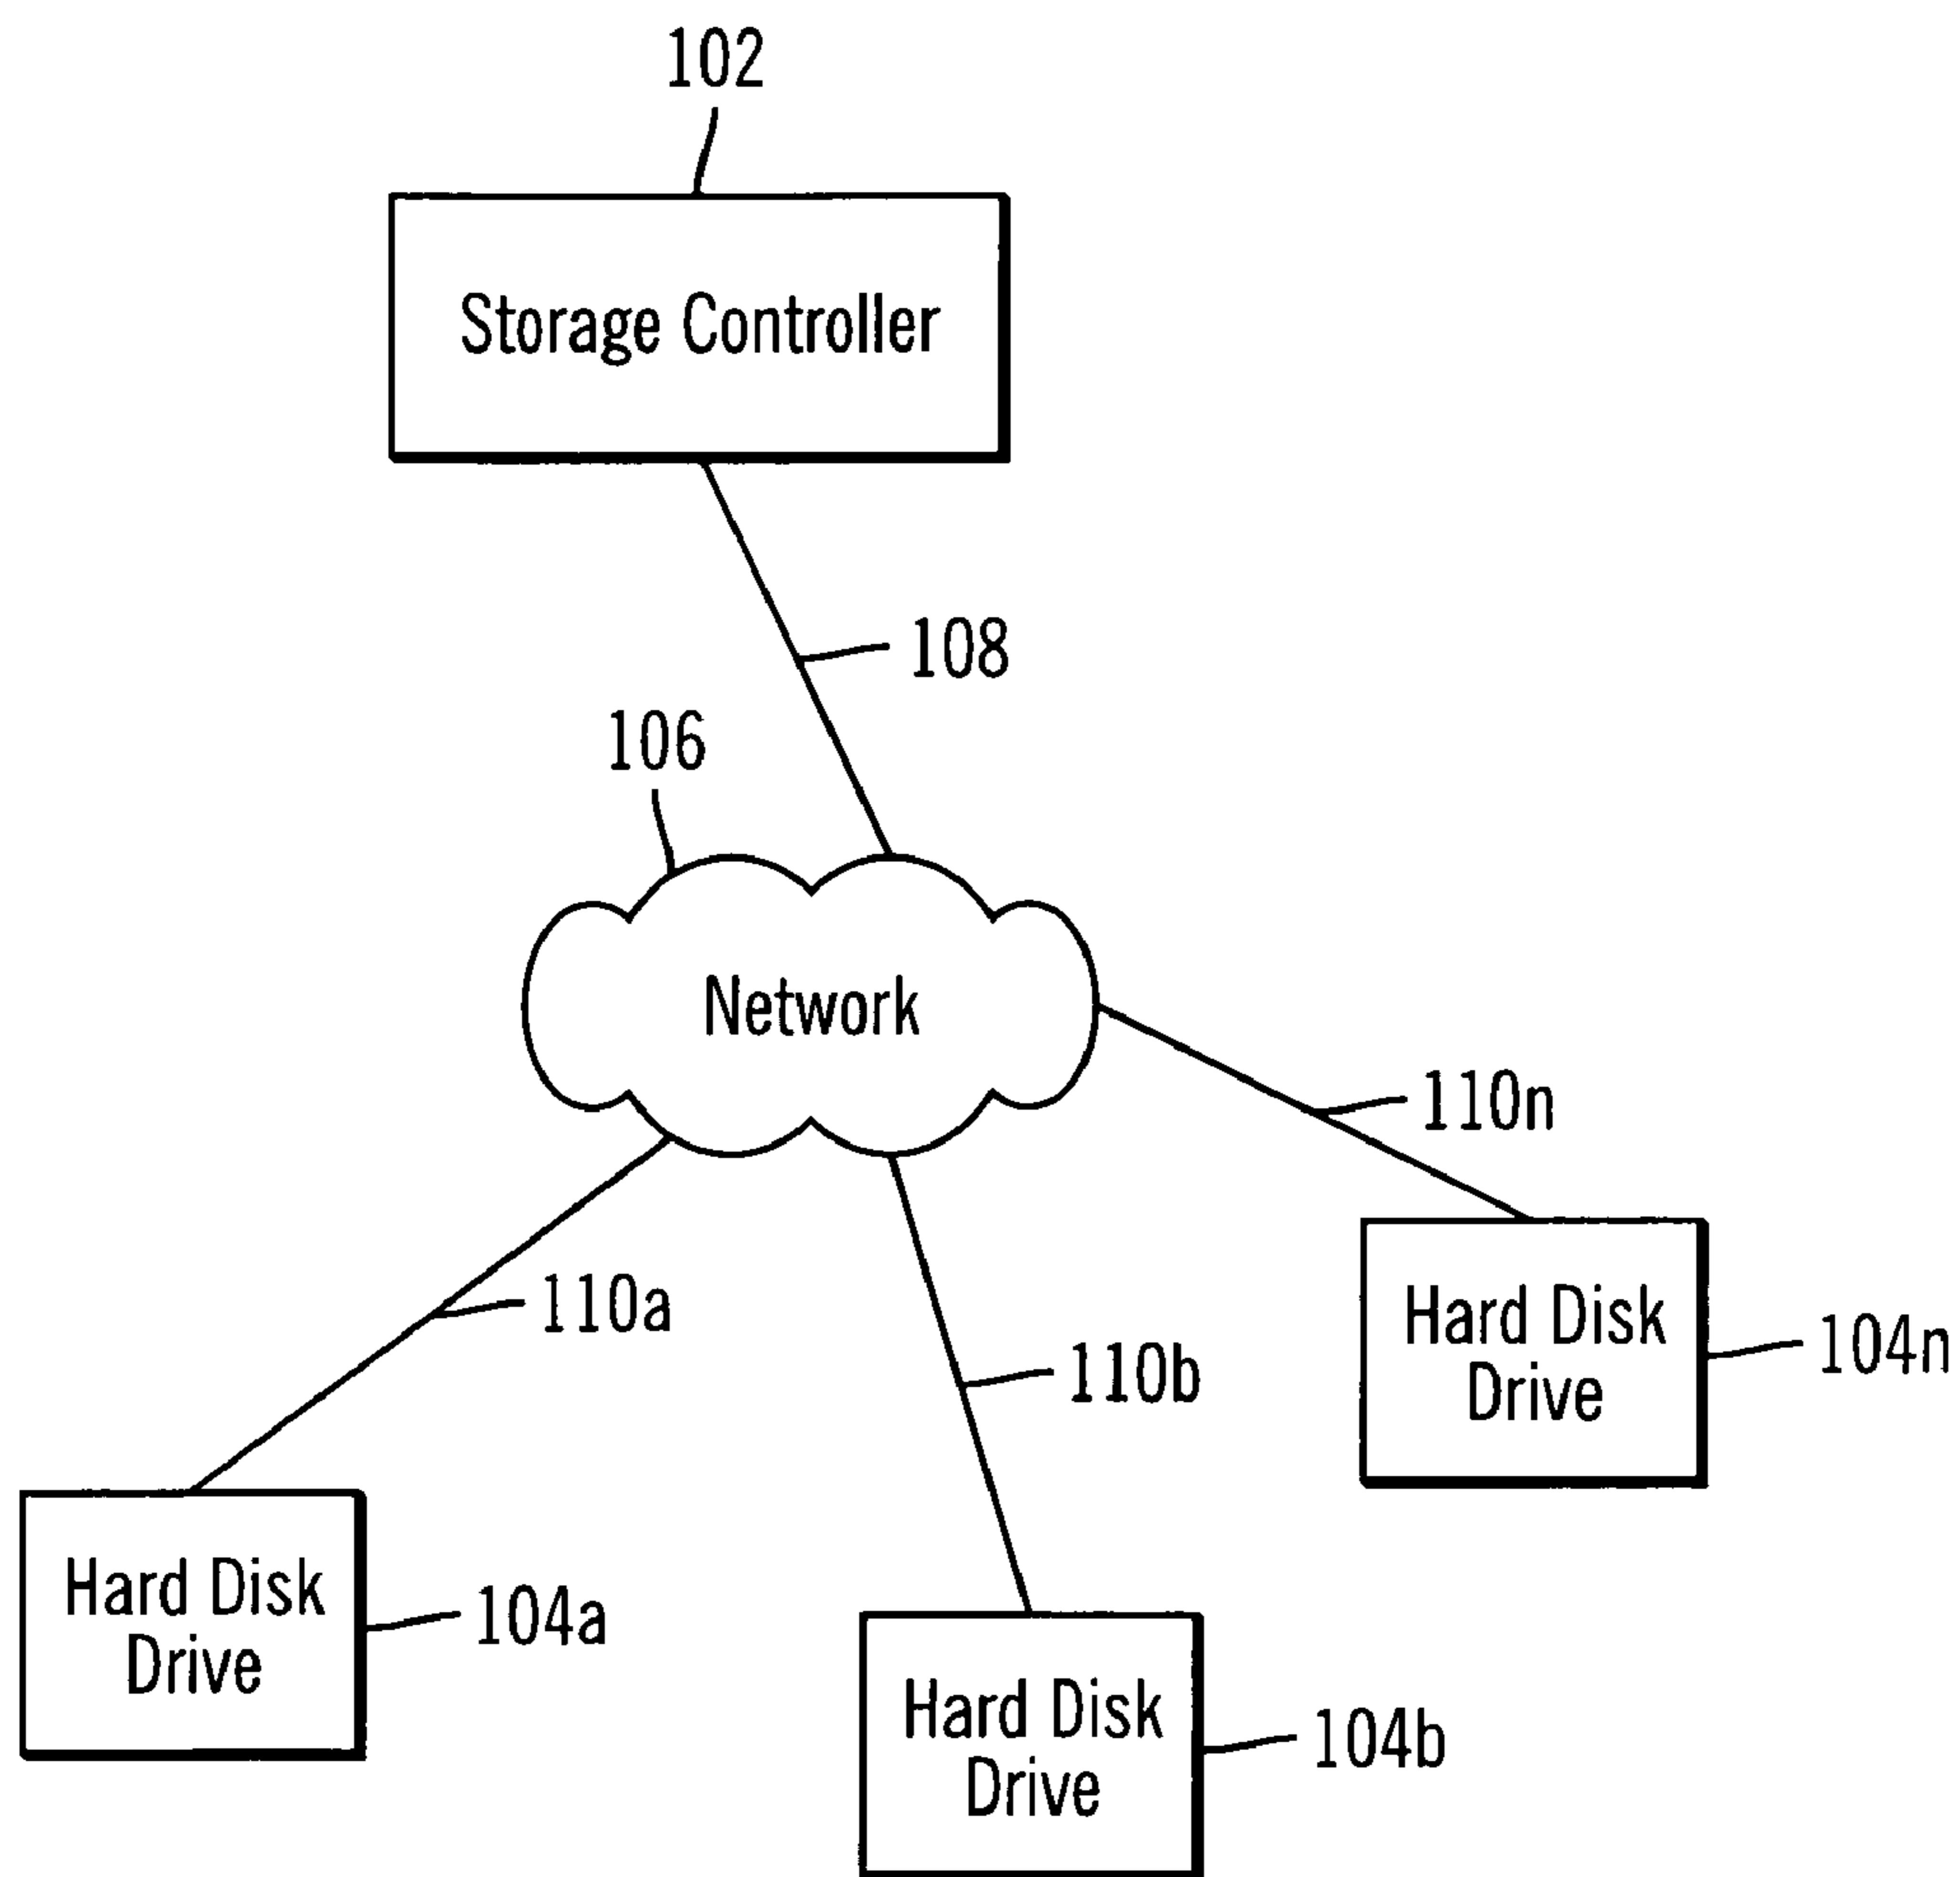 102
Storage Controller
108
106
Network
110n
110a
110b
Hard Disk
Drive
104n
Hard Disk
Drive
104a
Hard Disk
Drive
104b